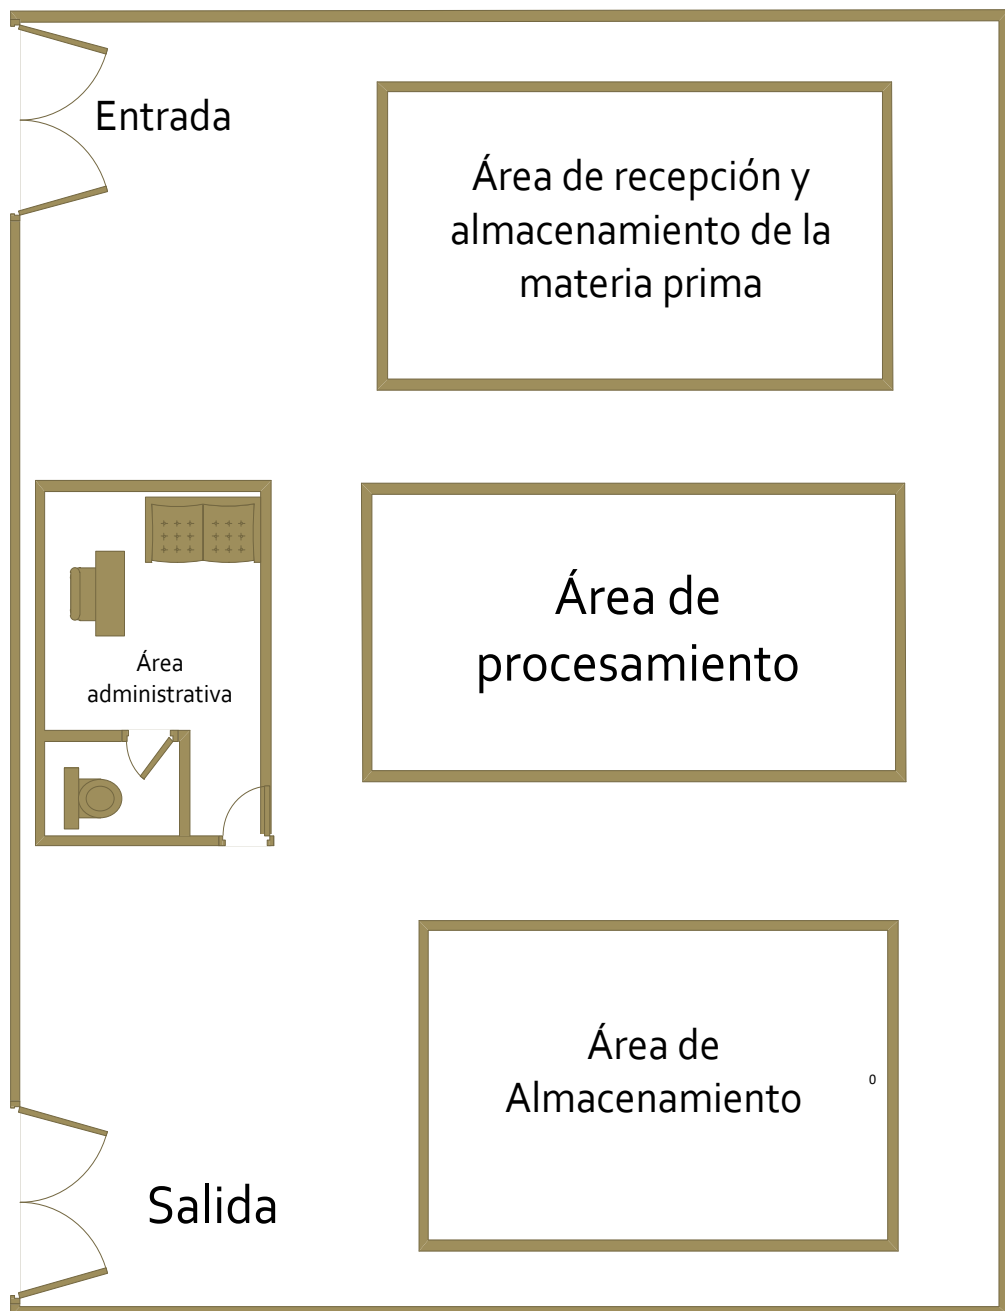 Entrada
Área de recepción y
almacenamiento de la
materia prima
Área
administrativa
Área de
procesamiento
Área de
Almacenamiento
0
Salida